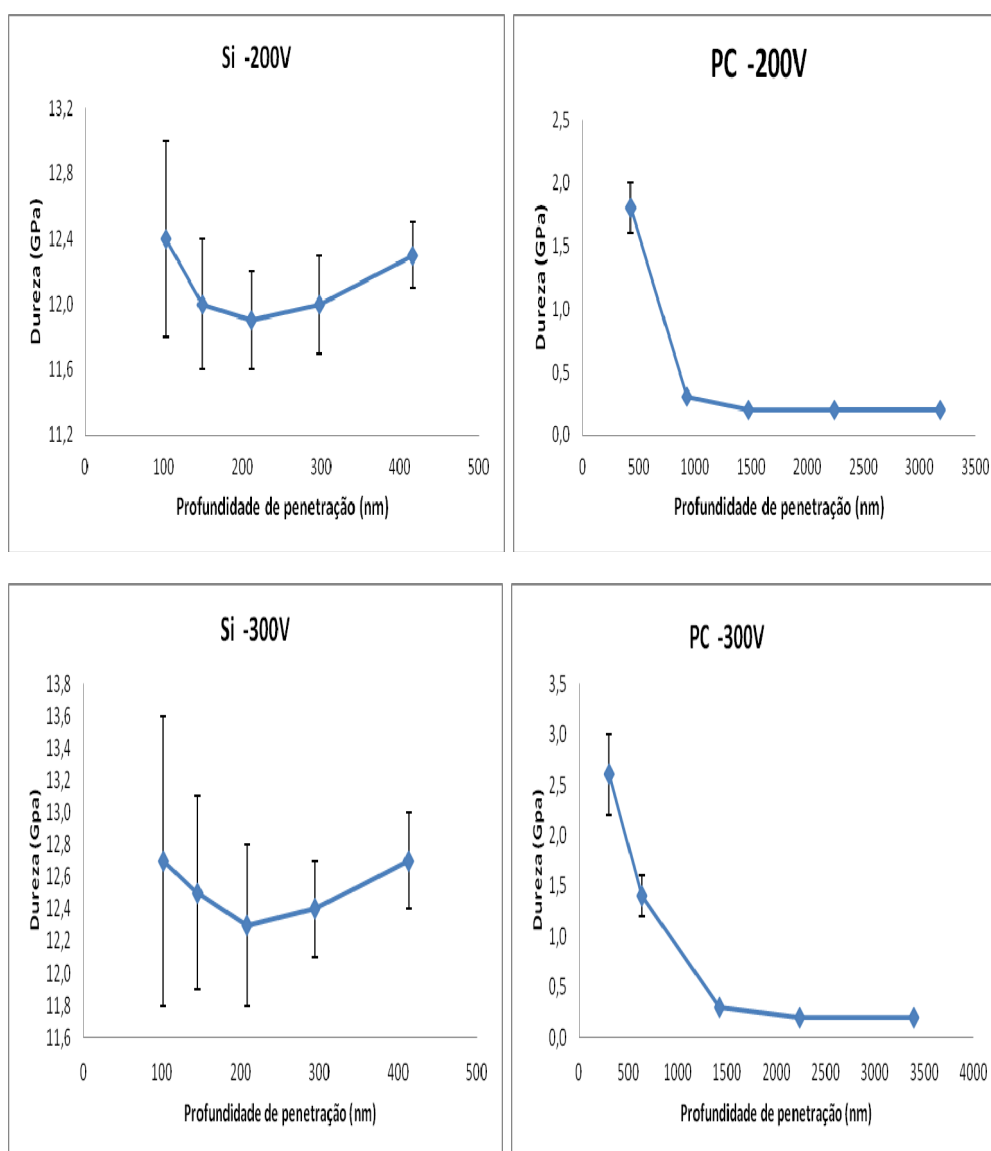 Si -200V
Dureza (GPa)
13,2
12,8
12,4
12,0
11,6
11,2
0 100 200 300 400 500
Profundidade de penetração (nm)
PC -200V
Dureza (GPa)
2,5
2,0
1,5
1,0
0,5
0,0
0 500 1000 1500 2000 2500 3000 3500
Profundidade de penetração (nm)
Si -300V
Dureza (Gpa)
13,8
13,6
13,4
13,2
13,0
12,8
12,6
12,4
12,2
12,0
11,8
11,6
0 100 200 300 400 500
Profundidade de penetração (nm)
PC -300V
Dureza (Gpa)
3,5
3,0
2,5
2,0
1,5
1,0
0,5
0,0
0 500 1000 1500 2000 2500 3000 3500 4000
Profundidade de penetração (nm)